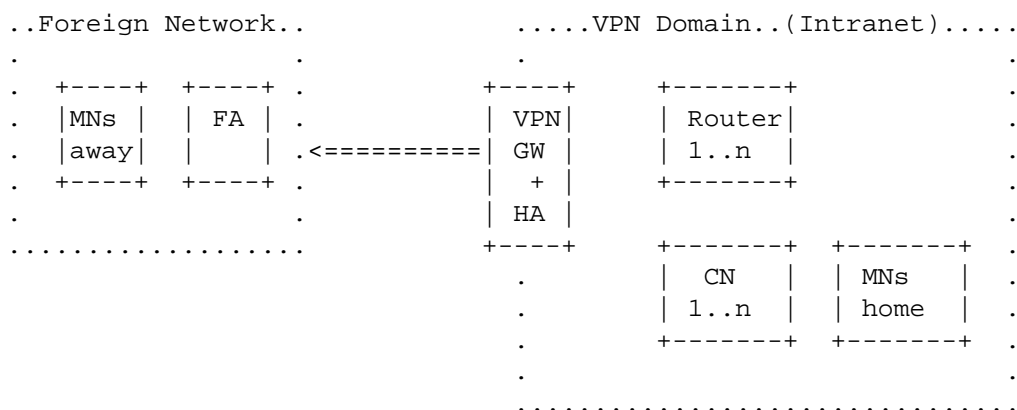 ..Foreign Network..             .....VPN Domain..(Intranet).....
.                 .             .                              .
.  +----+  +----+ .           +----+     +-------+             .
.  |MNs |  | FA | .           | VPN|     | Router|             .
.  |away|  |    | .<==========| GW |     | 1..n  |             .
.  +----+  +----+ .           |  + |     +-------+             .
.                 .           | HA |                           .
...................           +----+     +-------+  +-------+  .
                                .        |  CN   |  | MNs   |  .
                                .        | 1..n  |  | home  |  .
                                .        +-------+  +-------+  .
                                .                              .
                                ................................